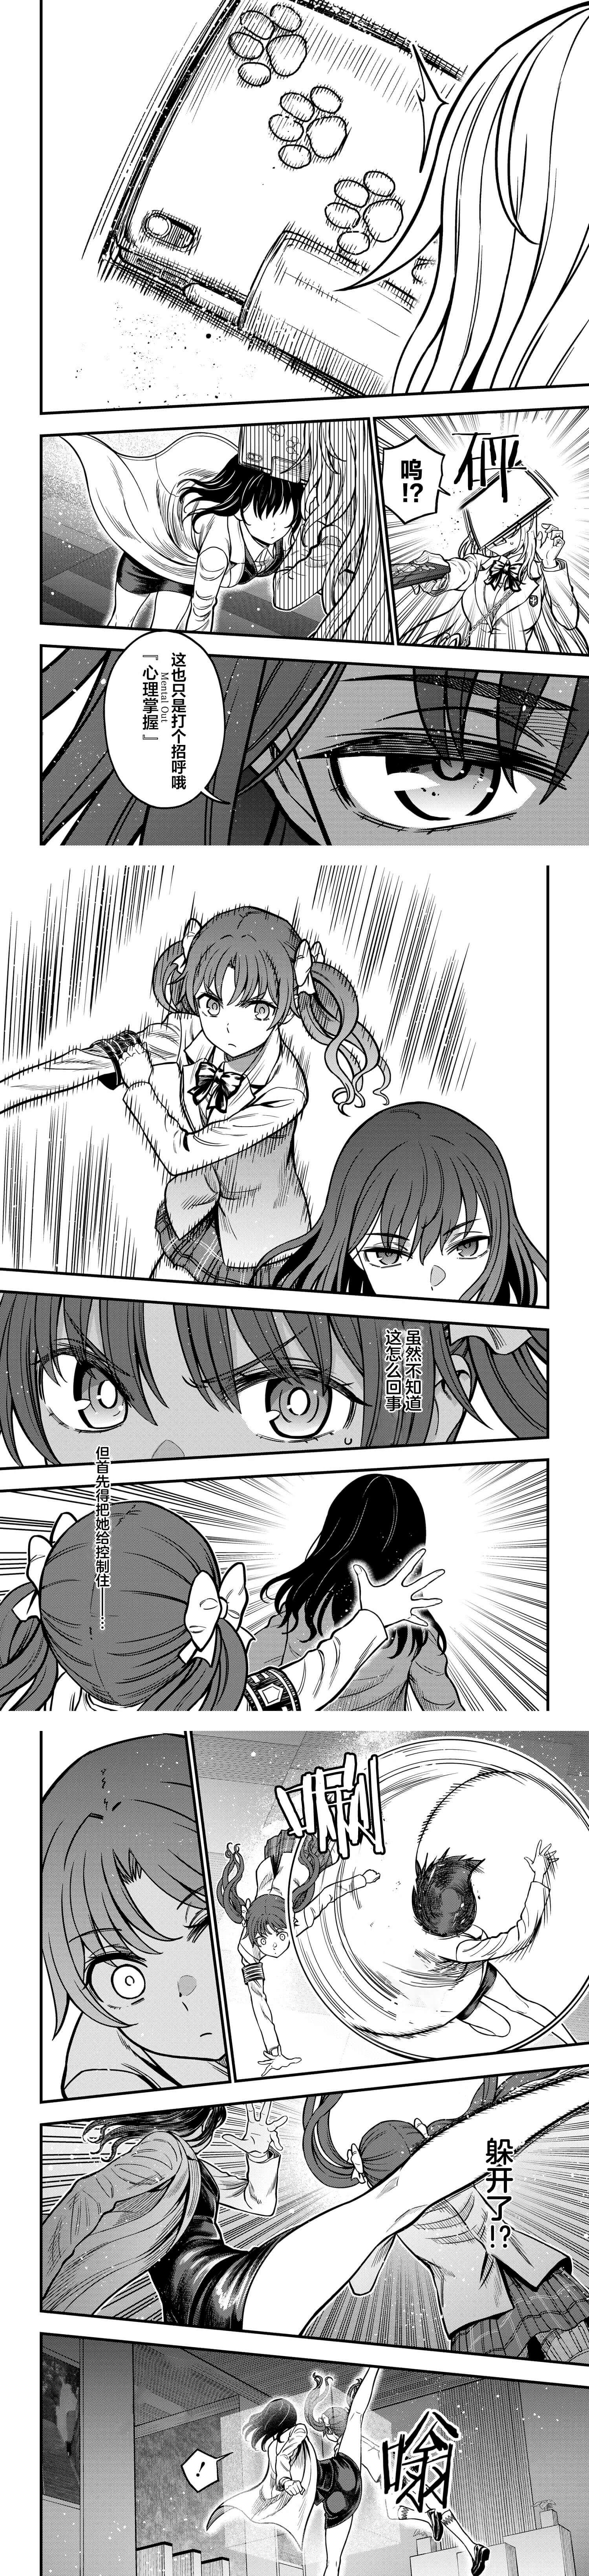 砰
呜!?
这也只是打个招呼哦
『心理掌握』
Mental Out
虽然不知道
这怎么回事
但首先得把她给控制住——…
唰
躲开了!?
!
嗡